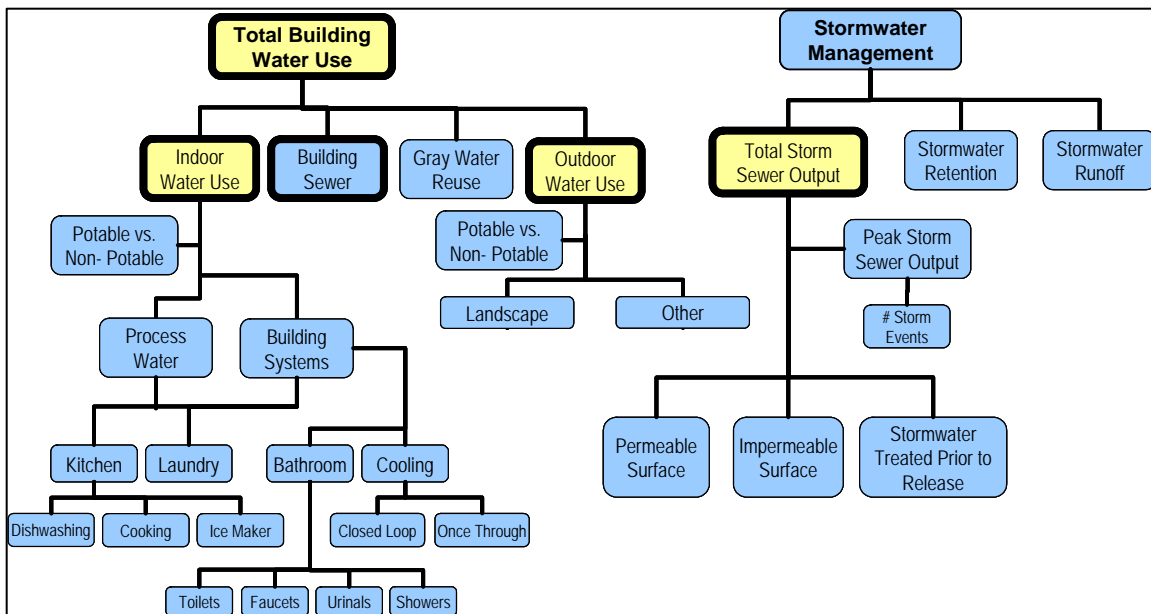 Total Building
Water Use
Stormwater
Management
Indoor
Water Use
Building
Sewer
Gray Water
Reuse
Outdoor
Water Use
Total Storm
Sewer Output
Stormwater
Retention
Stormwater
Runoff
Potable vs.
Non- Potable
Potable vs.
Non- Potable
Peak Storm
Sewer Output
Landscape
Other
# Storm
Events
Process
Water
Building
Systems
Permeable
Surface
Impermeable
Surface
Stormwater
Treated Prior to
Release
Kitchen
Laundry
Bathroom
Cooling
Dishwashing
Cooking
Ice Maker
Closed Loop
Once Through
Toilets
Faucets
Urinals
Showers